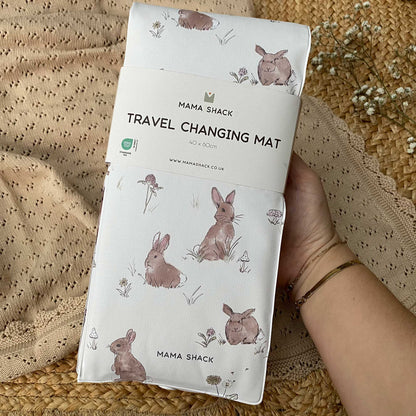 MAMA SHACK
TRAVEL CHANGING MAT
40 x 60cm
WWW.MAMASHACK.CO.UK
MAMA SHACK